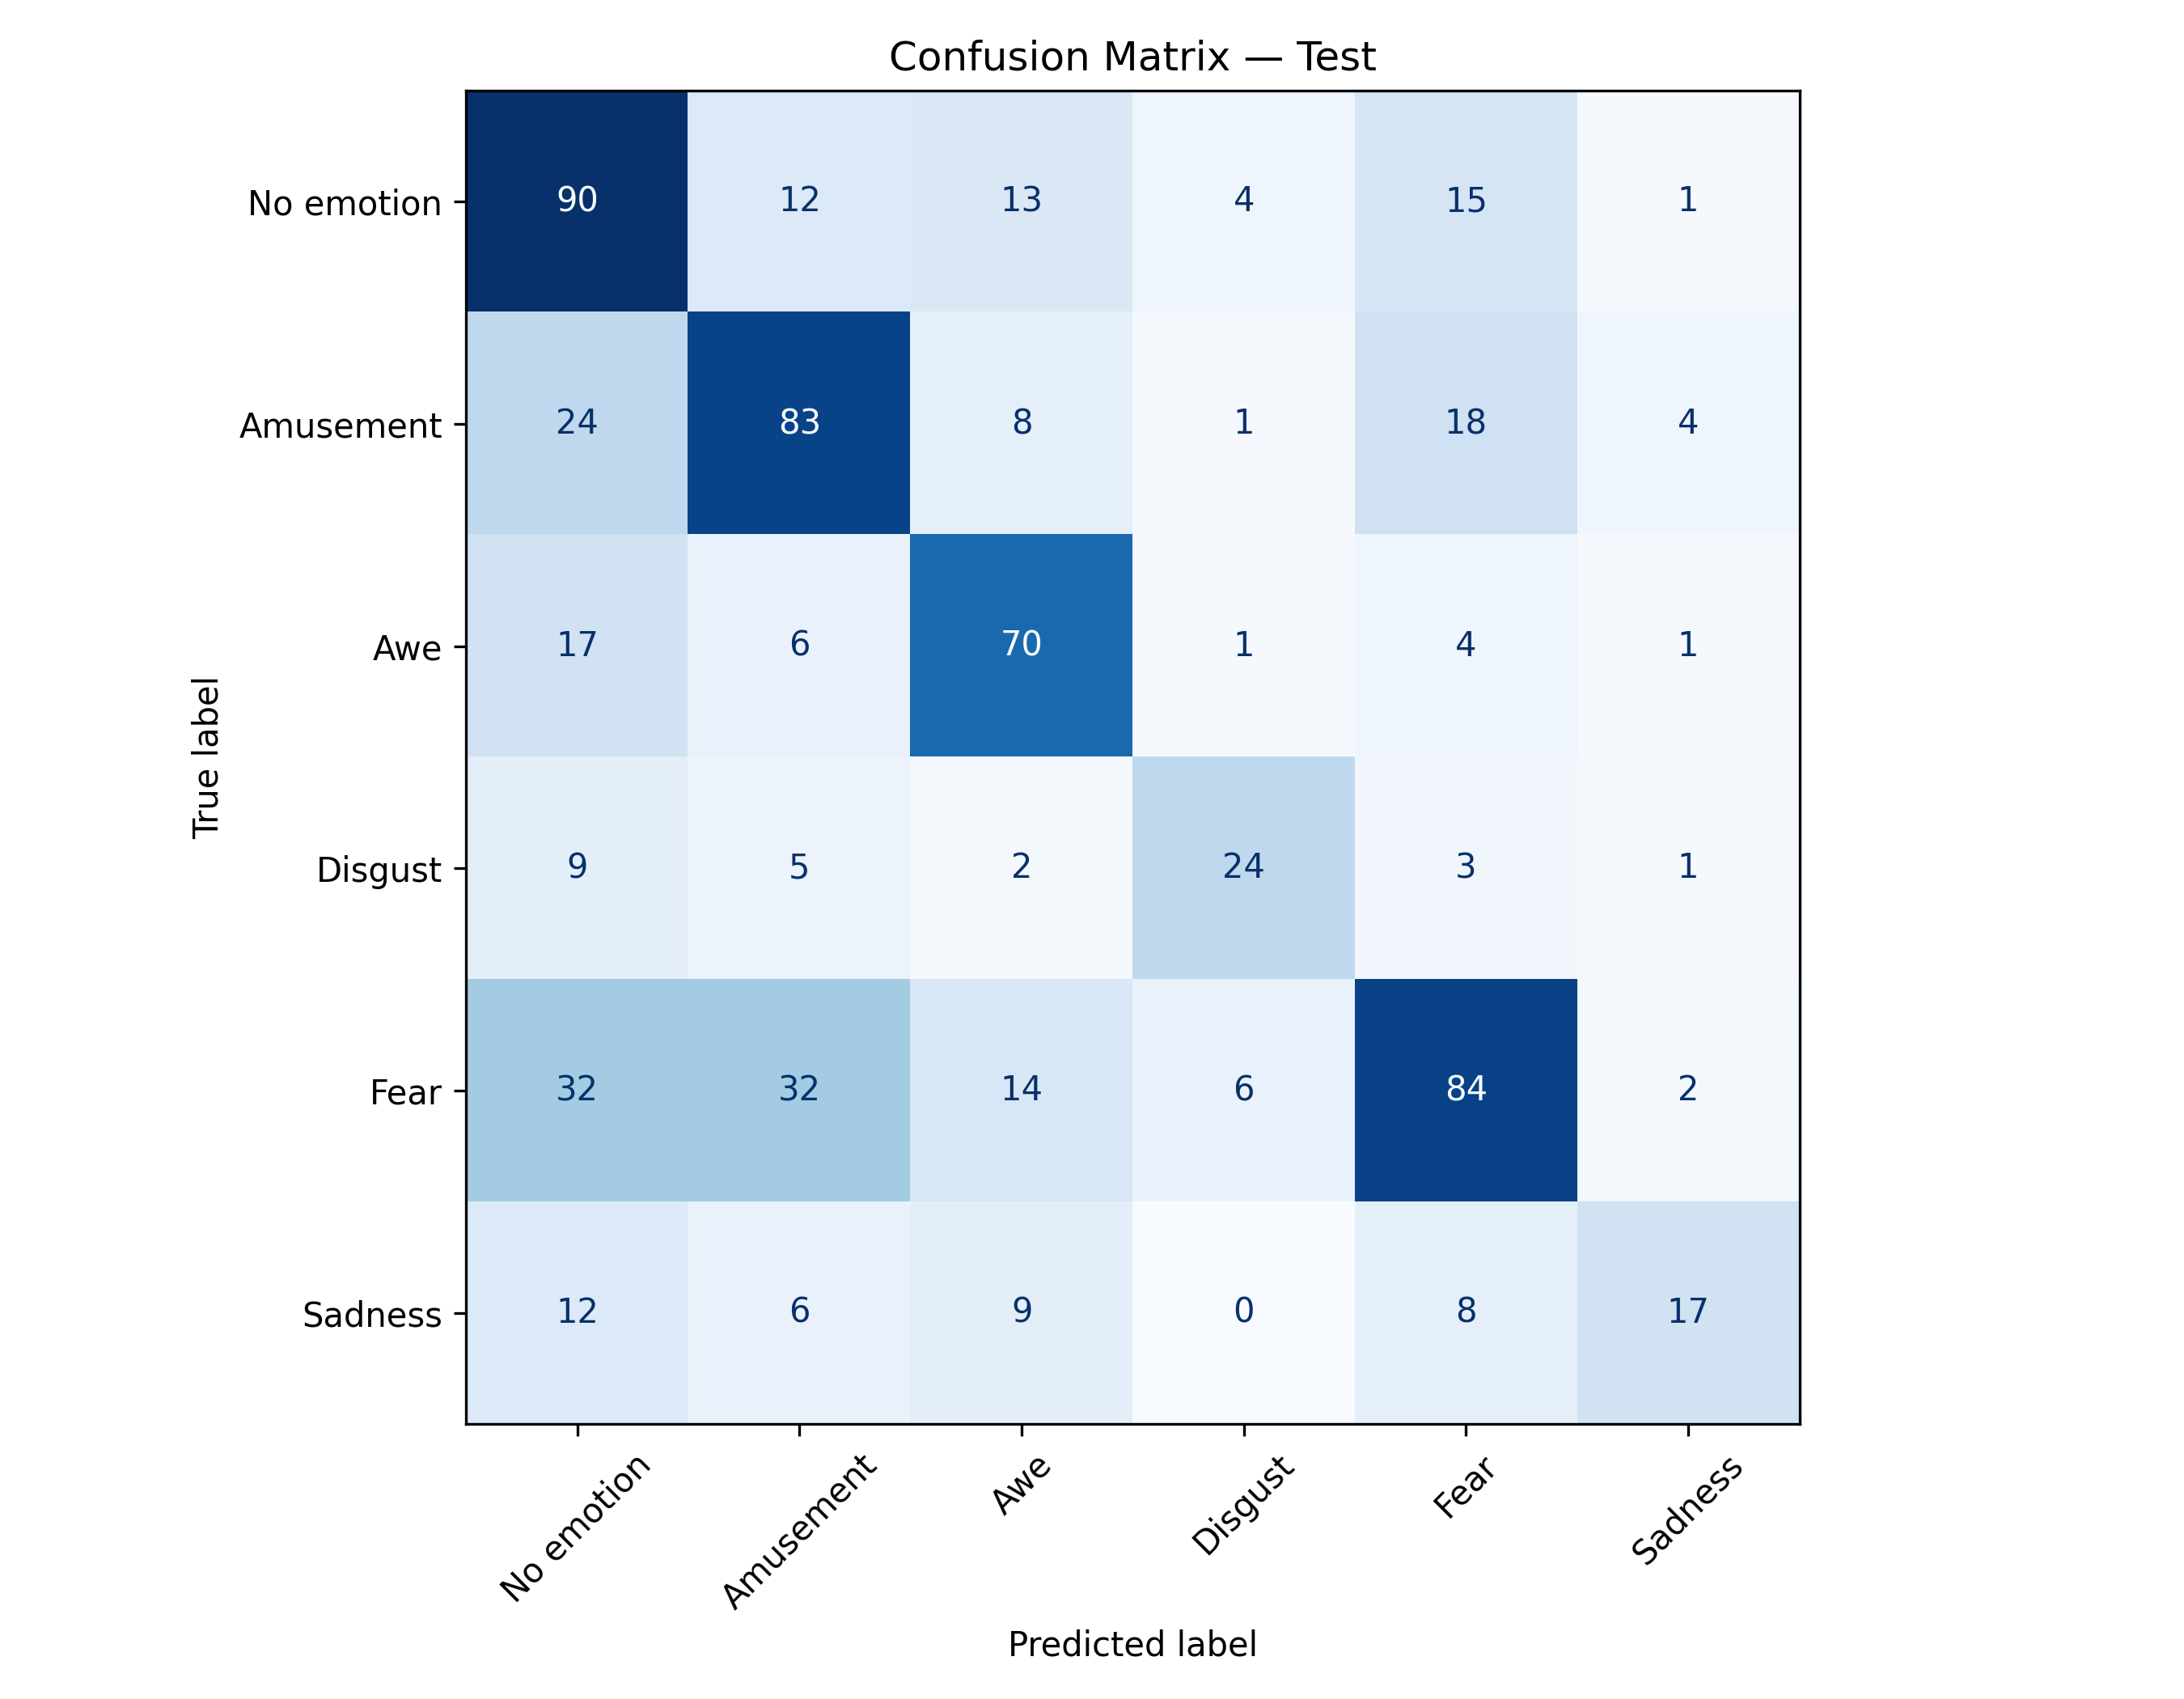 Confusion Matrix — Test
No emotion 90 12 13 4 15 1
Amusement 24 83 8 1 18 4
Awe 17 6 70 1 4 1
Disgust 9 5 2 24 3 1
Fear 32 32 14 6 84 2
Sadness 12 6 9 0 8 17
True label
No emotion Amusement Awe Disgust Fear Sadness
Predicted label